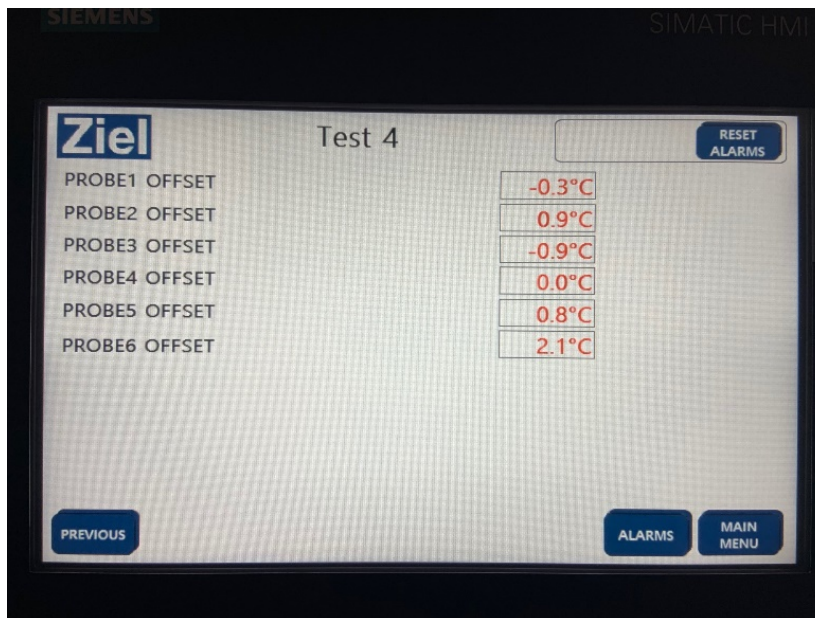 SIEMENS
SIMATIC HMI
Ziel
Test 4
RESET
ALARMS
PROBE1 OFFSET -0.3°C
PROBE2 OFFSET 0.9°C
PROBE3 OFFSET -0.9°C
PROBE4 OFFSET 0.0°C
PROBE5 OFFSET 0.8°C
PROBE6 OFFSET 2.1°C
PREVIOUS
ALARMS
MAIN
MENU